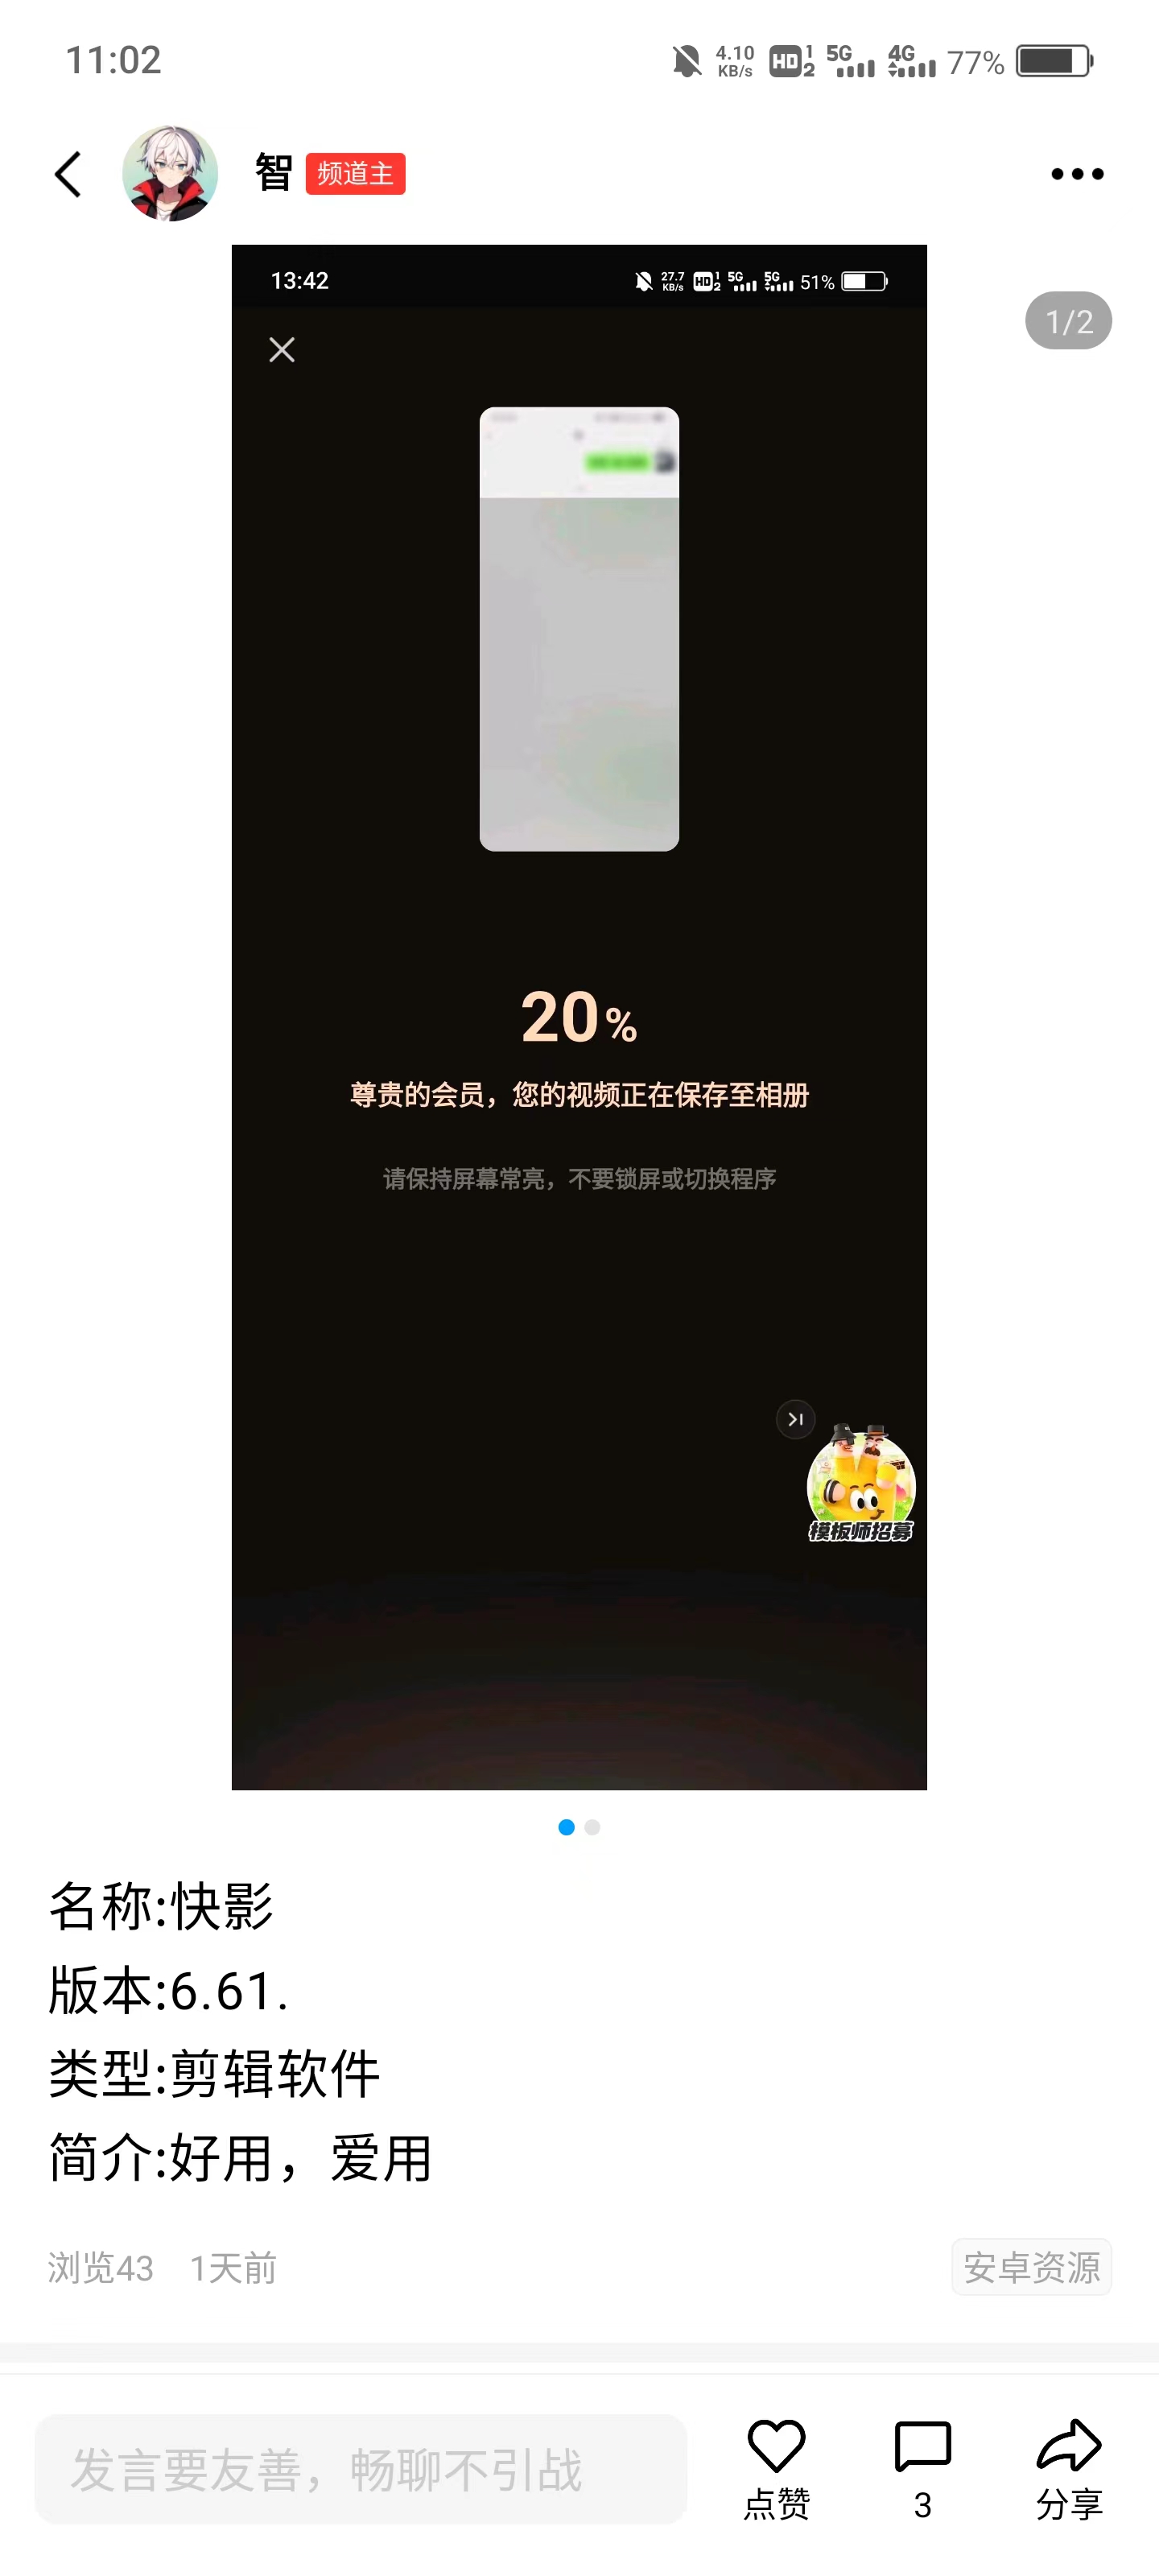 11:02
4.10 KB/s HD 1 2 5G 4G 77%
智 频道主
13:42
27.7 KB/s HD 1 2 5G 5G 51%
1/2
20%
尊贵的会员，您的视频正在保存至相册
请保持屏幕常亮，不要锁屏或切换程序
模板师招募
名称:快影
版本:6.61.
类型:剪辑软件
简介:好用，爱用
浏览43 1天前
安卓资源
发言要友善，畅聊不引战
点赞
3
分享